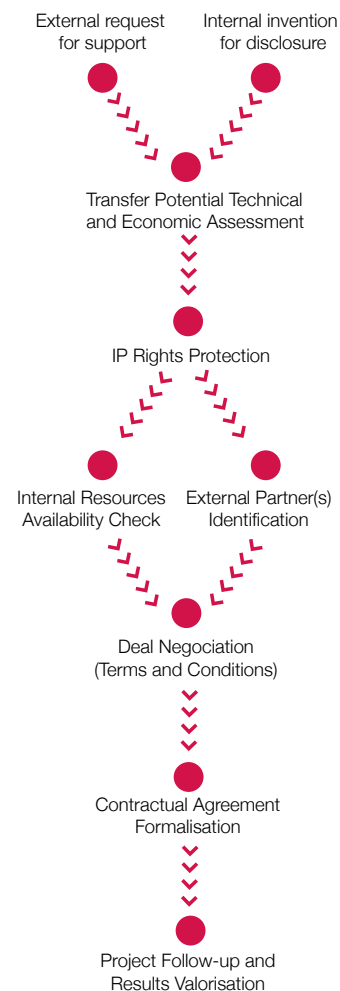 External request
for support
Internal invention
for disclosure
Transfer Potential Technical
and Economic Assessment
IP Rights Protection
Internal Resources
Availability Check
External Partner(s)
Identification
Deal Negociation
(Terms and Conditions)
Contractual Agreement
Formalisation
Project Follow-up and
Results Valorisation